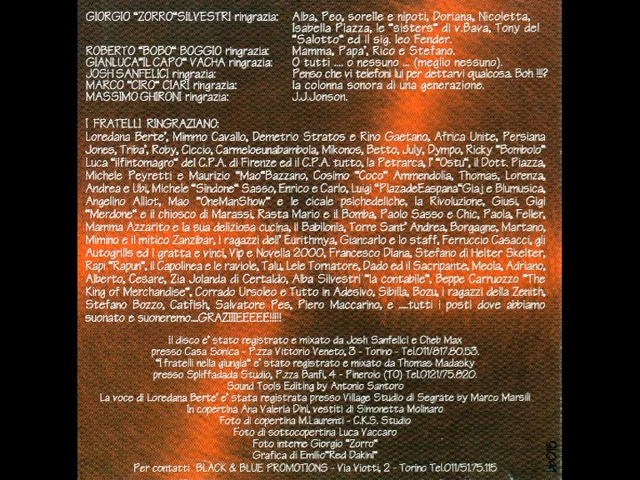 GIORGIO "ZORRO"SILVESTRI ringrazia: Alba, Peo, sorelle e nipoti, Doriana, Nicoletta,
Isabella Piazza, le "sisters" di v.Bava, Tony del
"Salotto" ed il sig. leo Fender.
ROBERTO "BOBO" BOGGIO ringrazia: Mamma, Papa', Rico e Stefano.
GIANLUCA"IL CAPO" VACHA ringrazia: O tutti .... o nessuno ... (meglio nessuno).
JOSH SANFELICI ringrazia: Penso che vi telefoni lui per dettarvi qualcosa. Boh !!!?
MARCO "CIRO" CIARI ringrazia: la colonna sonora di una generazione.
MASSIMO GHIRONI ringrazia: J.J.Jonson.
I FRATELLI RINGRAZIANO:
Loredana Berte', Mimmo Cavallo, Demetrio Stratos e Rino Gaetano, Africa Unite, Persiana
Jones, Triba', Roby, Ciccio, Carmeloeunabambola, Mikonos, Betto, July, Dympo, Ricky "Bombolo"
Luca "ilfintomagro" del C.P.A. di Firenze ed il C.P.A. tutto, la Petrarca, l' "Ostu", il Dott. Piazza,
Michele Peyretti e Maurizio "Mao"Bazzano, Cosimo "Coco" Ammendolia, Thomas, Lorenza,
Andrea e Ubi, Michele "Sindone" Sasso, Enrico e Carlo, Luigi "PlazadeEaspana"Giaj e Blumusica,
Angelino Alliot, Mao "OneManShow" e le cicale psichedeliche, la Rivoluzione, Giusi, Gigi
"Merdone" e il chiosco di Marassi, Rasta Mario e il Bomba, Paolo Sasso e Chic, Paola, Feller,
Mamma Azzarito e la sua deliziosa cucina, il Babilonia, Torre Sant' Andrea, Borgagne, Martano,
Mimino e il mitico Zanzibar, i ragazzi dell' Eurithmya, Giancarlo e lo staff, Ferruccio Casacci, gli
Autogrills ed i gratta e vinci, Vip e Novella 2000, Francesco Diana, Stefano di Helter Skelter,
Rapi "Rapun", il Capolinea e le raviole, Talu, Lele Tomatore, Dado ed il Sacripante, Meola, Adriano,
Alberto, Cesare, Zia Jolanda di Certaldo, Alba Silvestri "la contabile", Beppe Carruozzo "The
King of Merchandise", Corrado Ursoleo e Tutto in Adesivo, Sibilla, Bozu, i ragazzi della Zenith,
Stefano Bozzo, Catfish, Salvatore Pes, Piero Maccarino, e .....tutti i posti dove abbiamo
suonato e suoneremo....GRAZIIEEEEE!!!!!
Il disco e' stato registrato e mixato da Josh Sanfelici e Cheb Max
presso Casa Sonica - P.zza Vittorio Veneto, 3 - Torino - Tel.011/817.80.53.
"I fratelli nella giungla" e' stato registrato e mixato da Thomas Madasky
presso Spliffadada Studio, P.zza Banfi, 4 - Pinerolo (TO) Tel.0121/75.820.
Sound Tools Editing by Antonio Santoro
La voce di Loredana Berte' e' stata registrata presso Village Studio di Segrate by Marco Marsili
In copertina Ana Valeria Dini, vestiti di Simonetta Molinaro
Foto di copertina M.Laurenti - C.K.S. Studio
Foto di sottocopertina Luca Vaccaro
Foto interne Giorgio "Zorro"
Grafica di Emilio"Red Dakini"
Per contatti BLACK & BLUE PROMOTIONS - Via Viotti, 2 - Torino Tel.011/51.75.115